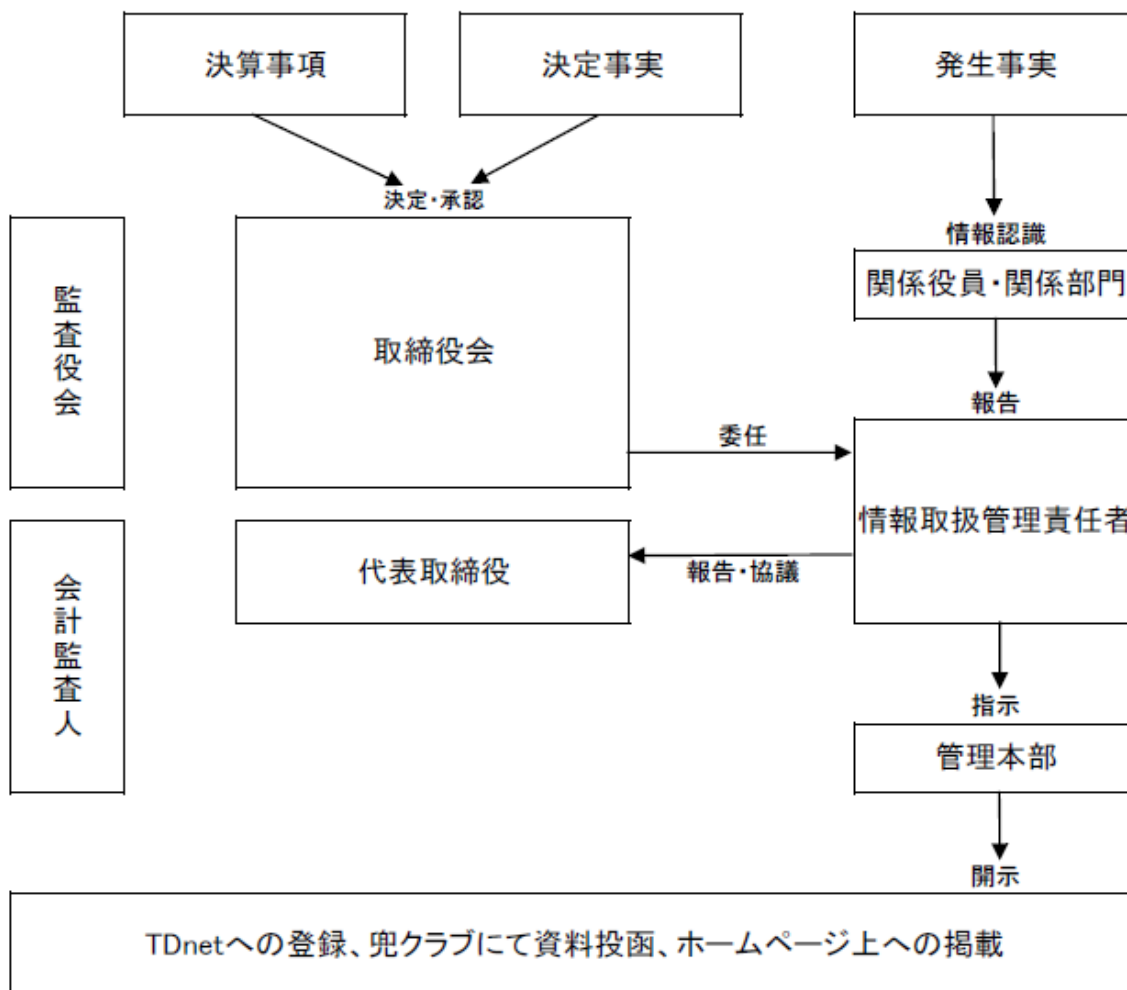 決算事項
決定事実
発生事実
決定・承認
情報認識
監査役会
取締役会
関係役員・関係部門
報告
委任
情報取扱管理責任者
会計監査人
代表取締役
報告・協議
指示
管理本部
開示
TDnetへの登録、兜クラブにて資料投函、ホームページ上への掲載